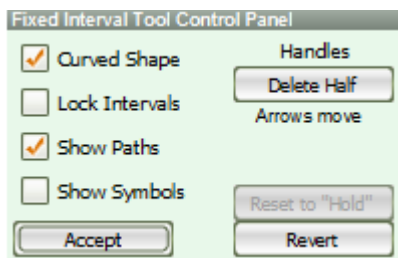 Fixed Interval Tool Control Panel
Curved Shape
Lock Intervals
Show Paths
Show Symbols
Accept
Handles
Delete Half
Arrows move
Reset to "Hold"
Revert